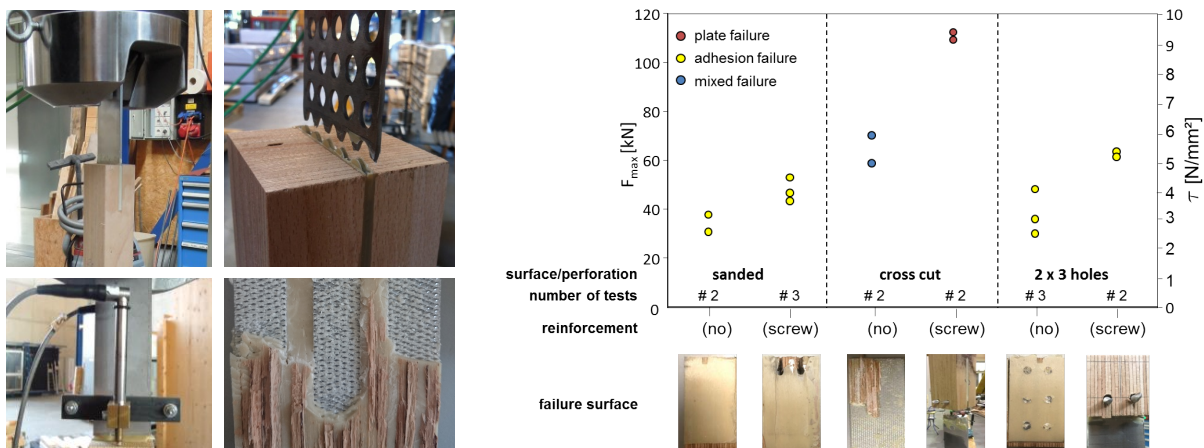 120
100
80
60
40
20
0
F_max [kN]
plate failure
adhesion failure
mixed failure
10
9
8
7
6
5
4
3
2
1
0
τ [N/mm²]
surface/perforation sanded cross cut 2 x 3 holes
number of tests # 2 # 3 # 2 # 2 # 3 # 2
reinforcement (no) (screw) (no) (screw) (no) (screw)
failure surface